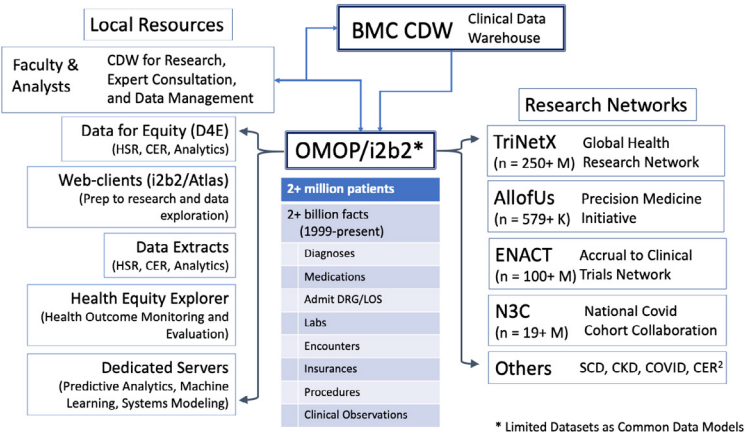 Local Resources
Faculty &
Analysts
CDW for Research,
Expert Consultation,
and Data Management
Data for Equity (D4E)
(HSR, CER, Analytics)
Web-clients (i2b2/Atlas)
(Prep to research and data
exploration)
Data Extracts
(HSR, CER, Analytics)
Health Equity Explorer
(Health Outcome Monitoring and
Evaluation)
Dedicated Servers
(Predictive Analytics, Machine
Learning, Systems Modeling)
BMC CDW
Clinical Data
Warehouse
OMOP/i2b2*
2+ million patients
2+ billion facts
(1999-present)
Diagnoses
Medications
Admit DRG/LOS
Labs
Encounters
Insurances
Procedures
Clinical Observations
Research Networks
TriNetX
(n = 250+ M)
Global Health
Research Network
AllofUs
(n = 579+ K)
Precision Medicine
Initiative
ENACT
(n = 100+ M)
Accrual to Clinical
Trials Network
N3C
(n = 19+ M)
National Covid
Cohort Collaboration
Others
SCD, CKD, COVID, CER²
* Limited Datasets as Common Data Models